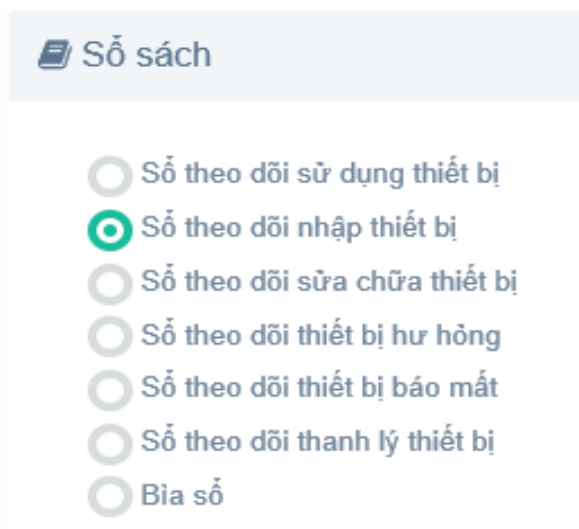 Sổ sách
Sổ theo dõi sử dụng thiết bị
Sổ theo dõi nhập thiết bị
Sổ theo dõi sửa chữa thiết bị
Sổ theo dõi thiết bị hư hỏng
Sổ theo dõi thiết bị báo mất
Sổ theo dõi thanh lý thiết bị
Bìa sổ